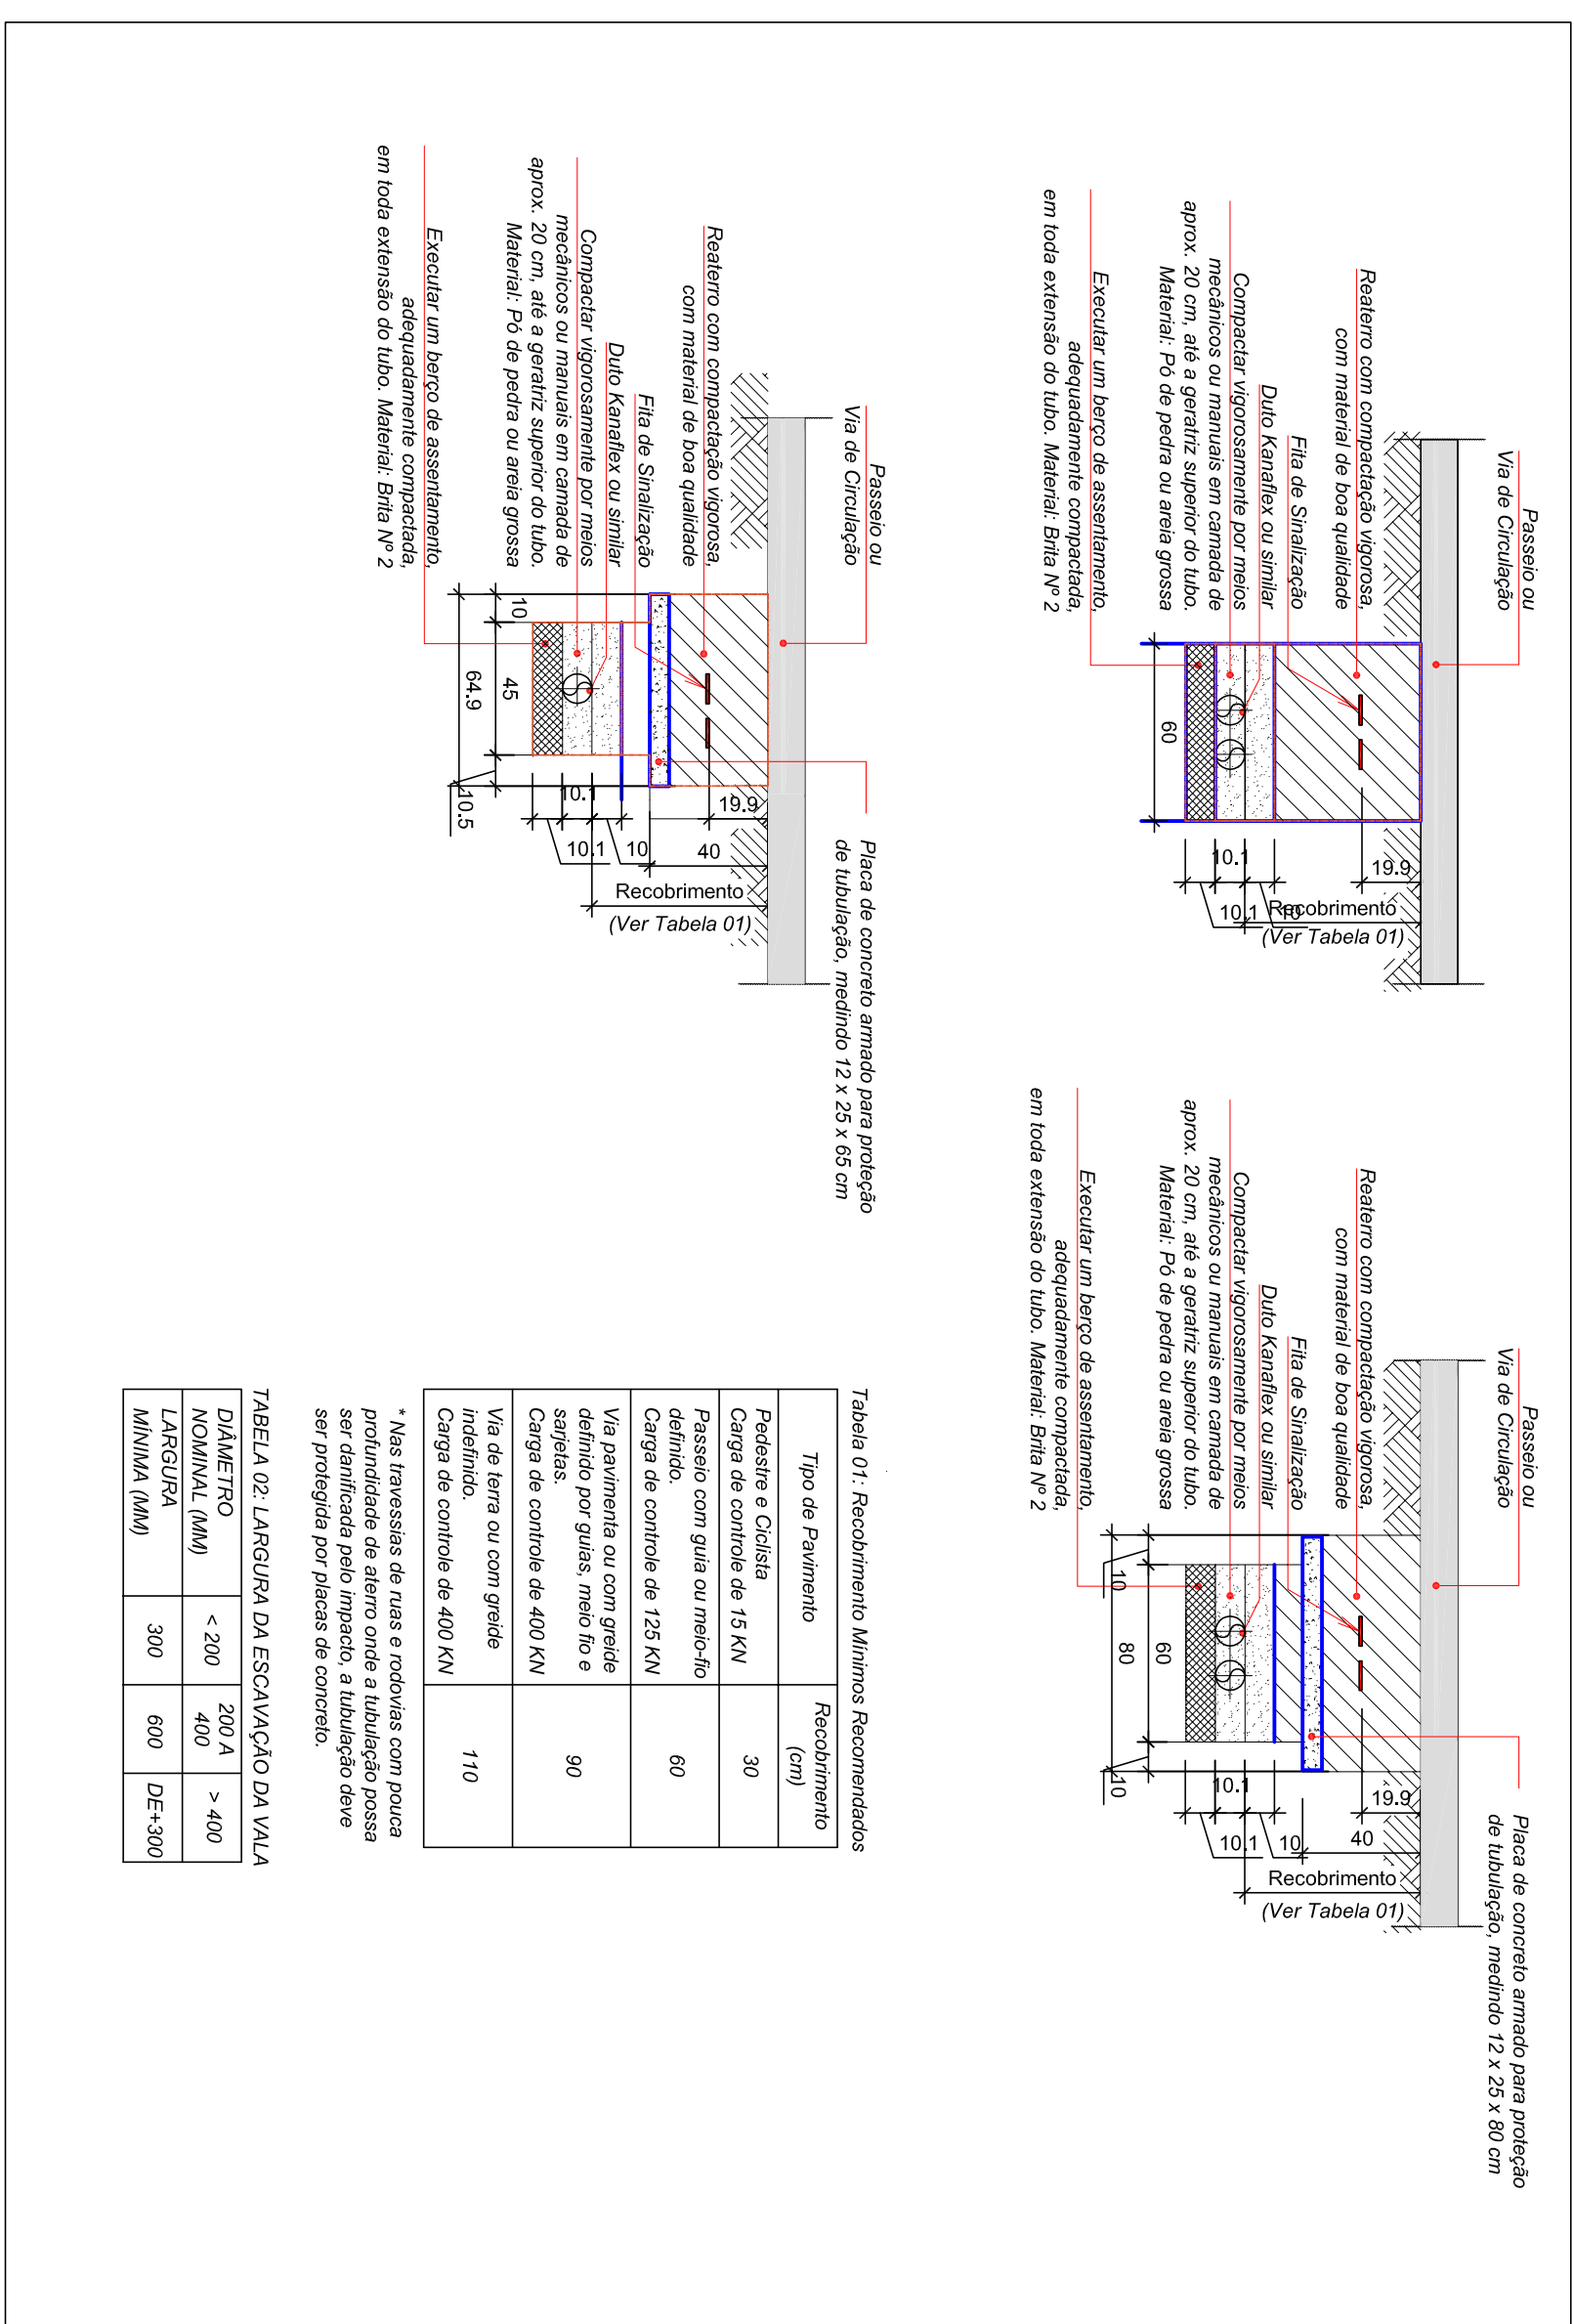 Passeio ou
Via de Circulação
Reaterro com compactação vigorosa,
com material de boa qualidade
Fita de Sinalização
Duto Kanaflex ou similar
Compactar vigorosamente por meios
mecânicos ou manuais em camada de
aprox. 20 cm, até a geratriz superior do tubo.
Material: Pó de pedra ou areia grossa
Executar um berço de assentamento,
adequadamente compactada,
em toda extensão do tubo. Material: Brita Nº 2
60
19.9
10.1
10
10.1
Recobrimento
(Ver Tabela 01)
Placa de concreto armado para proteção
de tubulação, medindo 12 x 25 x 80 cm
Passeio ou
Via de Circulação
Reaterro com compactação vigorosa,
com material de boa qualidade
Fita de Sinalização
Duto Kanaflex ou similar
Compactar vigorosamente por meios
mecânicos ou manuais em camada de
aprox. 20 cm, até a geratriz superior do tubo.
Material: Pó de pedra ou areia grossa
Executar um berço de assentamento,
adequadamente compactada,
em toda extensão do tubo. Material: Brita Nº 2
60
80
10
10
19.9
40
10.1
10
10.1
Recobrimento
(Ver Tabela 01)
Passeio ou
Via de Circulação
Reaterro com compactação vigorosa,
com material de boa qualidade
Fita de Sinalização
Duto Kanaflex ou similar
Compactar vigorosamente por meios
mecânicos ou manuais em camada de
aprox. 20 cm, até a geratriz superior do tubo.
Material: Pó de pedra ou areia grossa
Executar um berço de assentamento,
adequadamente compactada,
em toda extensão do tubo. Material: Brita Nº 2
Placa de concreto armado para proteção
de tubulação, medindo 12 x 25 x 65 cm
10
45
64.9
10.5
19.9
40
10.1
10
10.1
Recobrimento
(Ver Tabela 01)
Tabela 01: Recobrimento Mínimos Recomendados
Tipo de Pavimento
Recobrimento
(cm)
Pedestre e Ciclista
Carga de controle de 15 KN
30
Passeio com guia ou meio-fio
definido.
Carga de controle de 125 KN
60
Via pavimenta ou com greide
definido por guias, meio fio e
sarjetas.
Carga de controle de 400 KN
90
Via de terra ou com greide
indefinido.
Carga de controle de 400 KN
110
* Nas travessias de ruas e rodovias com pouca
profundidade de aterro onde a tubulação possa
ser danificada pelo impacto, a tubulação deve
ser protegida por placas de concreto.
TABELA 02: LARGURA DA ESCAVAÇÃO DA VALA
DIÂMETRO
NOMINAL (MM)
< 200
200 A
400
> 400
LARGURA
MÍNIMA (MM)
300
600
DE+300